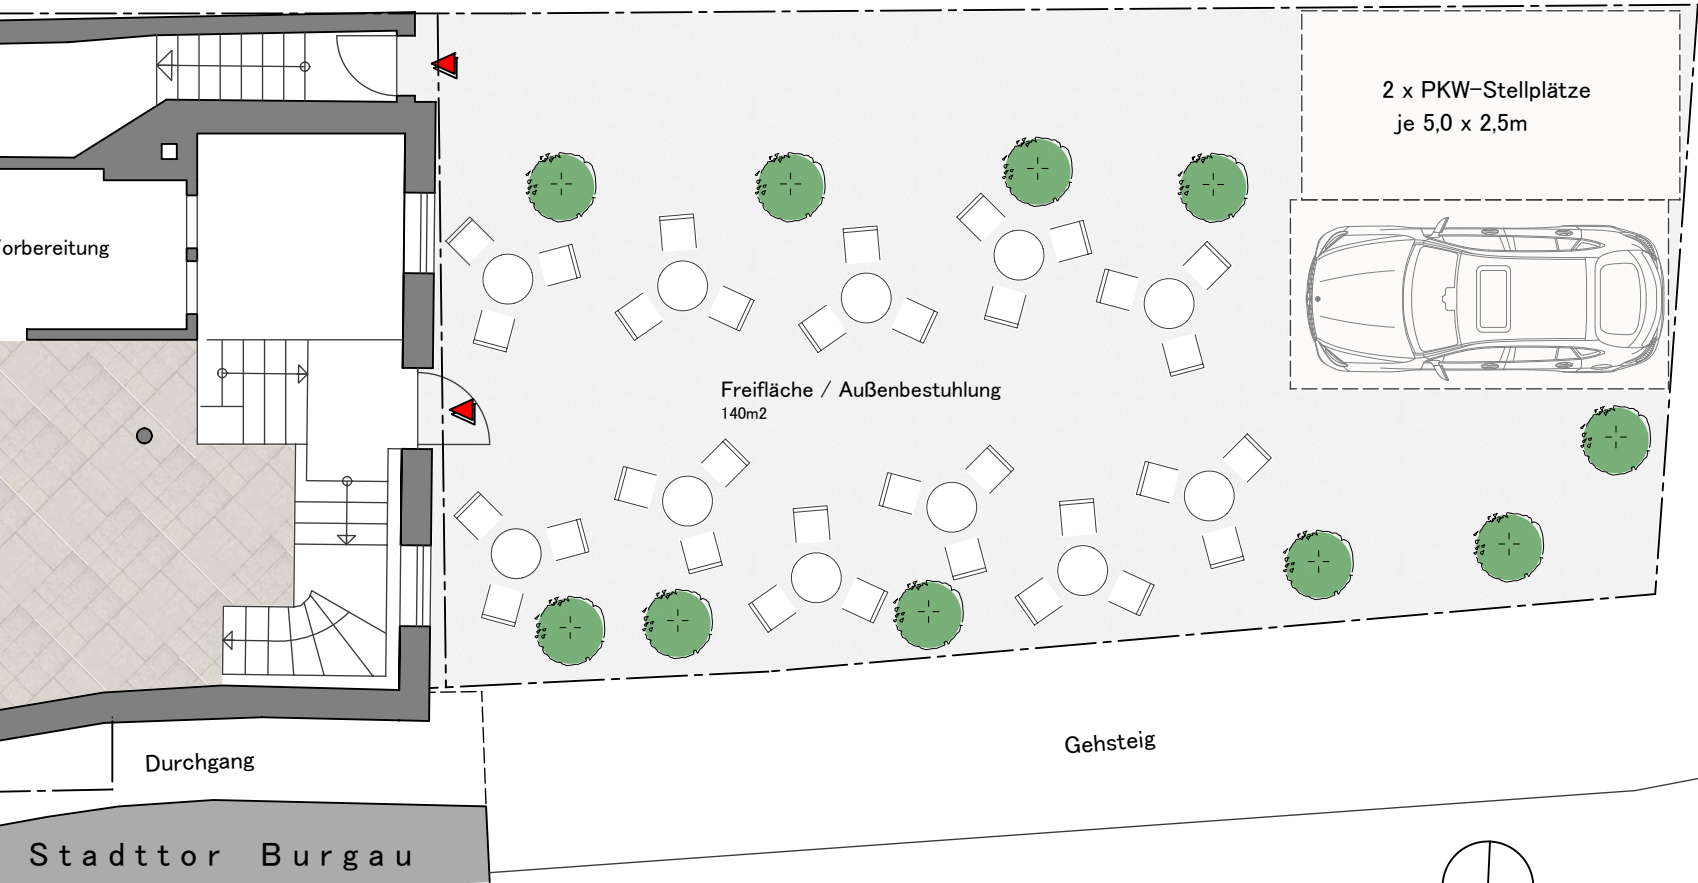 2 x PKW-Stellplätze
je 5,0 x 2,5m
orbereitung
Freifläche / Außenbestuhlung
140m2
Gehsteig
Durchgang
Stadttor Burgau